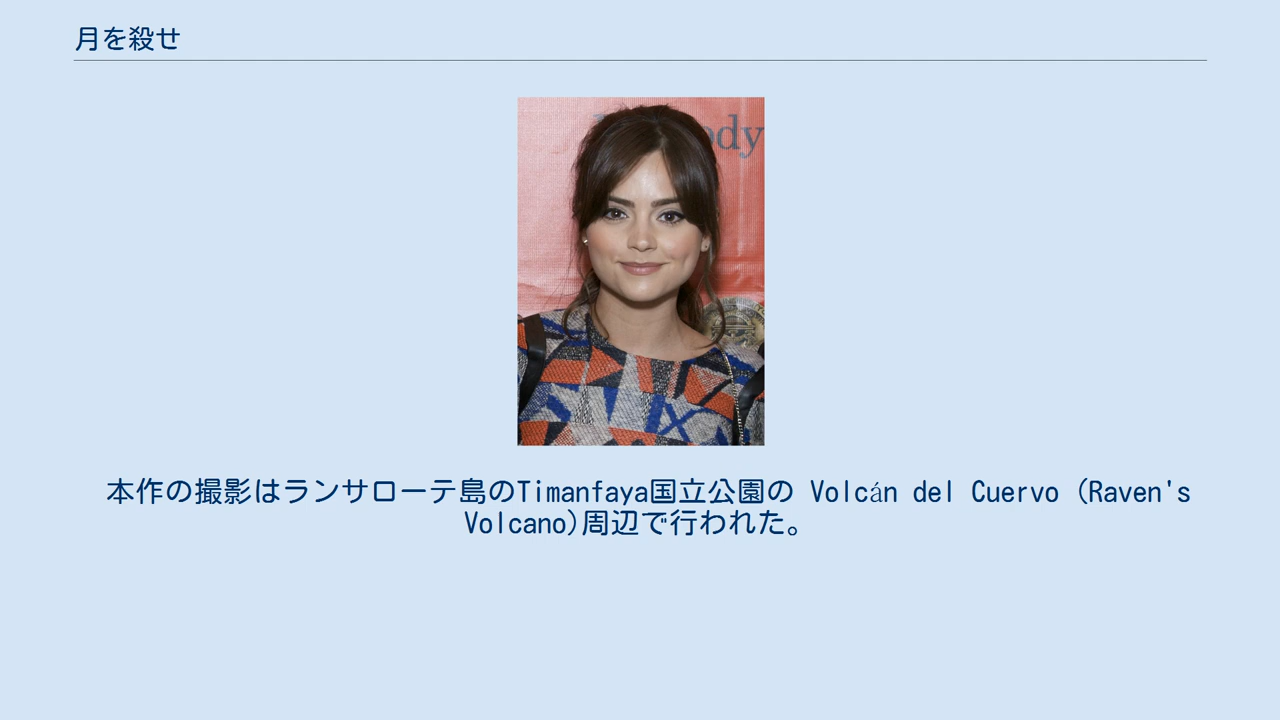 月を殺せ
ody
本作の撮影はランサローテ島のTimanfaya国立公園の Volcán del Cuervo (Raven's
Volcano)周辺で行われた。